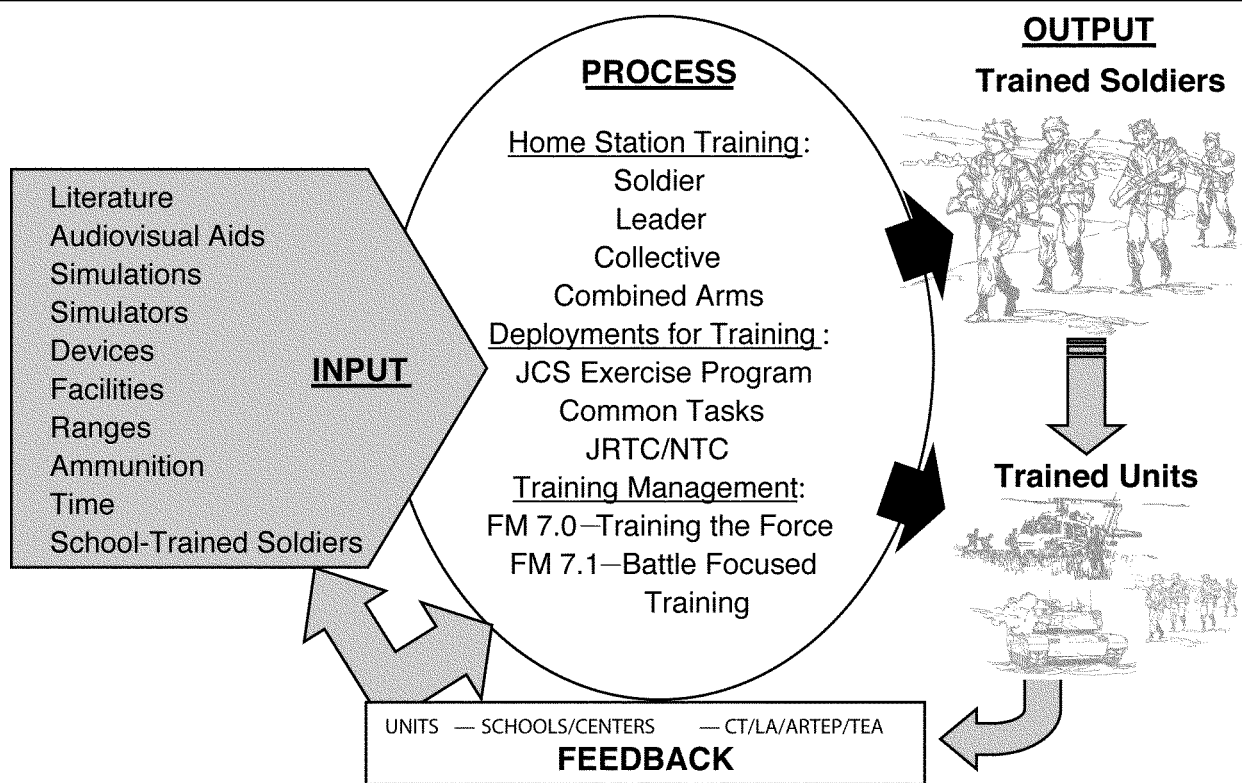 Literature
Audiovisual Aids
Simulations
Simulators
Devices
Facilities
Ranges
Ammunition
Time
School-Trained Soldiers
INPUT
PROCESS
Home Station Training:
Soldier
Leader
Collective
Combined Arms
Deployments for Training:
JCS Exercise Program
Common Tasks
JRTC/NTC
Training Management:
FM 7.0—Training the Force
FM 7.1—Battle Focused
Training
OUTPUT
Trained Soldiers
Trained Units
UNITS — SCHOOLS/CENTERS — CT/LA/ARTEP/TEA
FEEDBACK